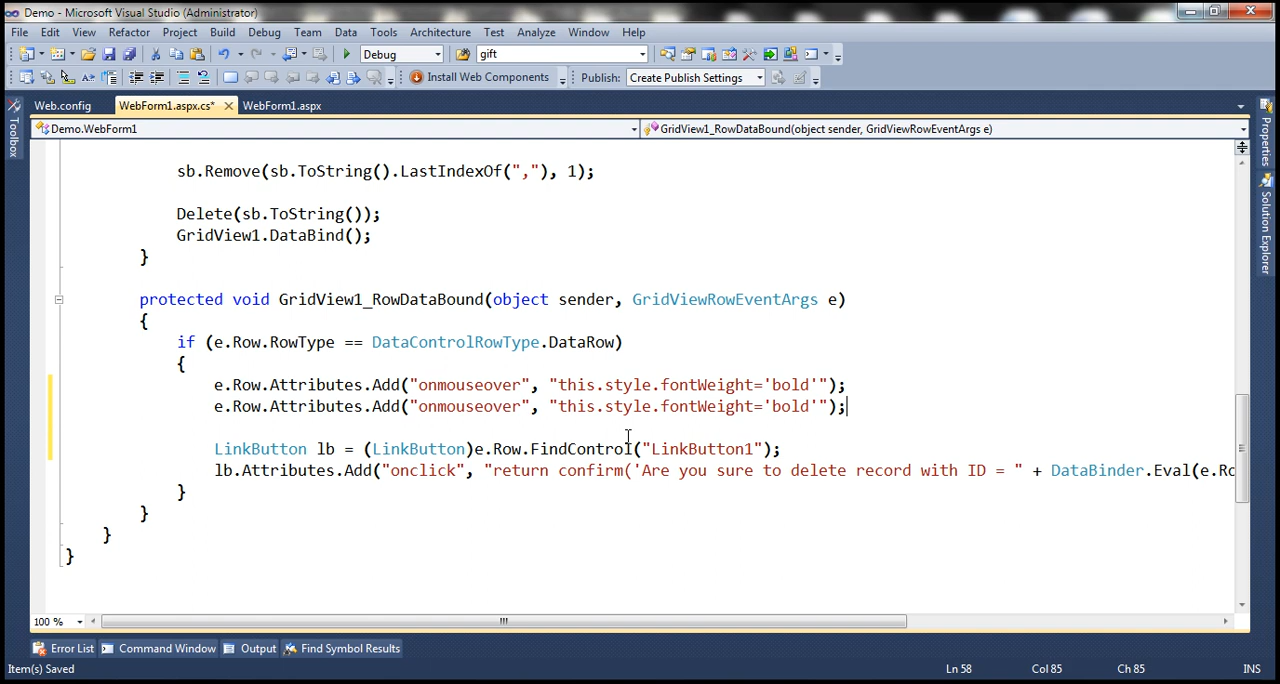 Demo - Microsoft Visual Studio (Administrator)
File Edit View Refactor Project Build Debug Team Data Tools Architecture Test Analyze Window Help
Debug gift
Install Web Components Publish: Create Publish Settings
Web.config WebForm1.aspx.cs* WebForm1.aspx
Demo.WebForm1 GridView1_RowDataBound(object sender, GridViewRowEventArgs e)
Toolbox
Properties
Solution Explorer
sb.Remove(sb.ToString().LastIndexOf(","), 1);
Delete(sb.ToString());
GridView1.DataBind();
}
protected void GridView1_RowDataBound(object sender, GridViewRowEventArgs e)
{
if (e.Row.RowType == DataControlRowType.DataRow)
{
e.Row.Attributes.Add("onmouseover", "this.style.fontWeight='bold'");
e.Row.Attributes.Add("onmouseover", "this.style.fontWeight='bold'");
LinkButton lb = (LinkButton)e.Row.FindControl("LinkButton1");
lb.Attributes.Add("onclick", "return confirm('Are you sure to delete record with ID = " + DataBinder.Eval(e.Ro
}
}
}
}
100 %
Error List Command Window Output Find Symbol Results
Item(s) Saved Ln 58 Col 85 Ch 85 INS